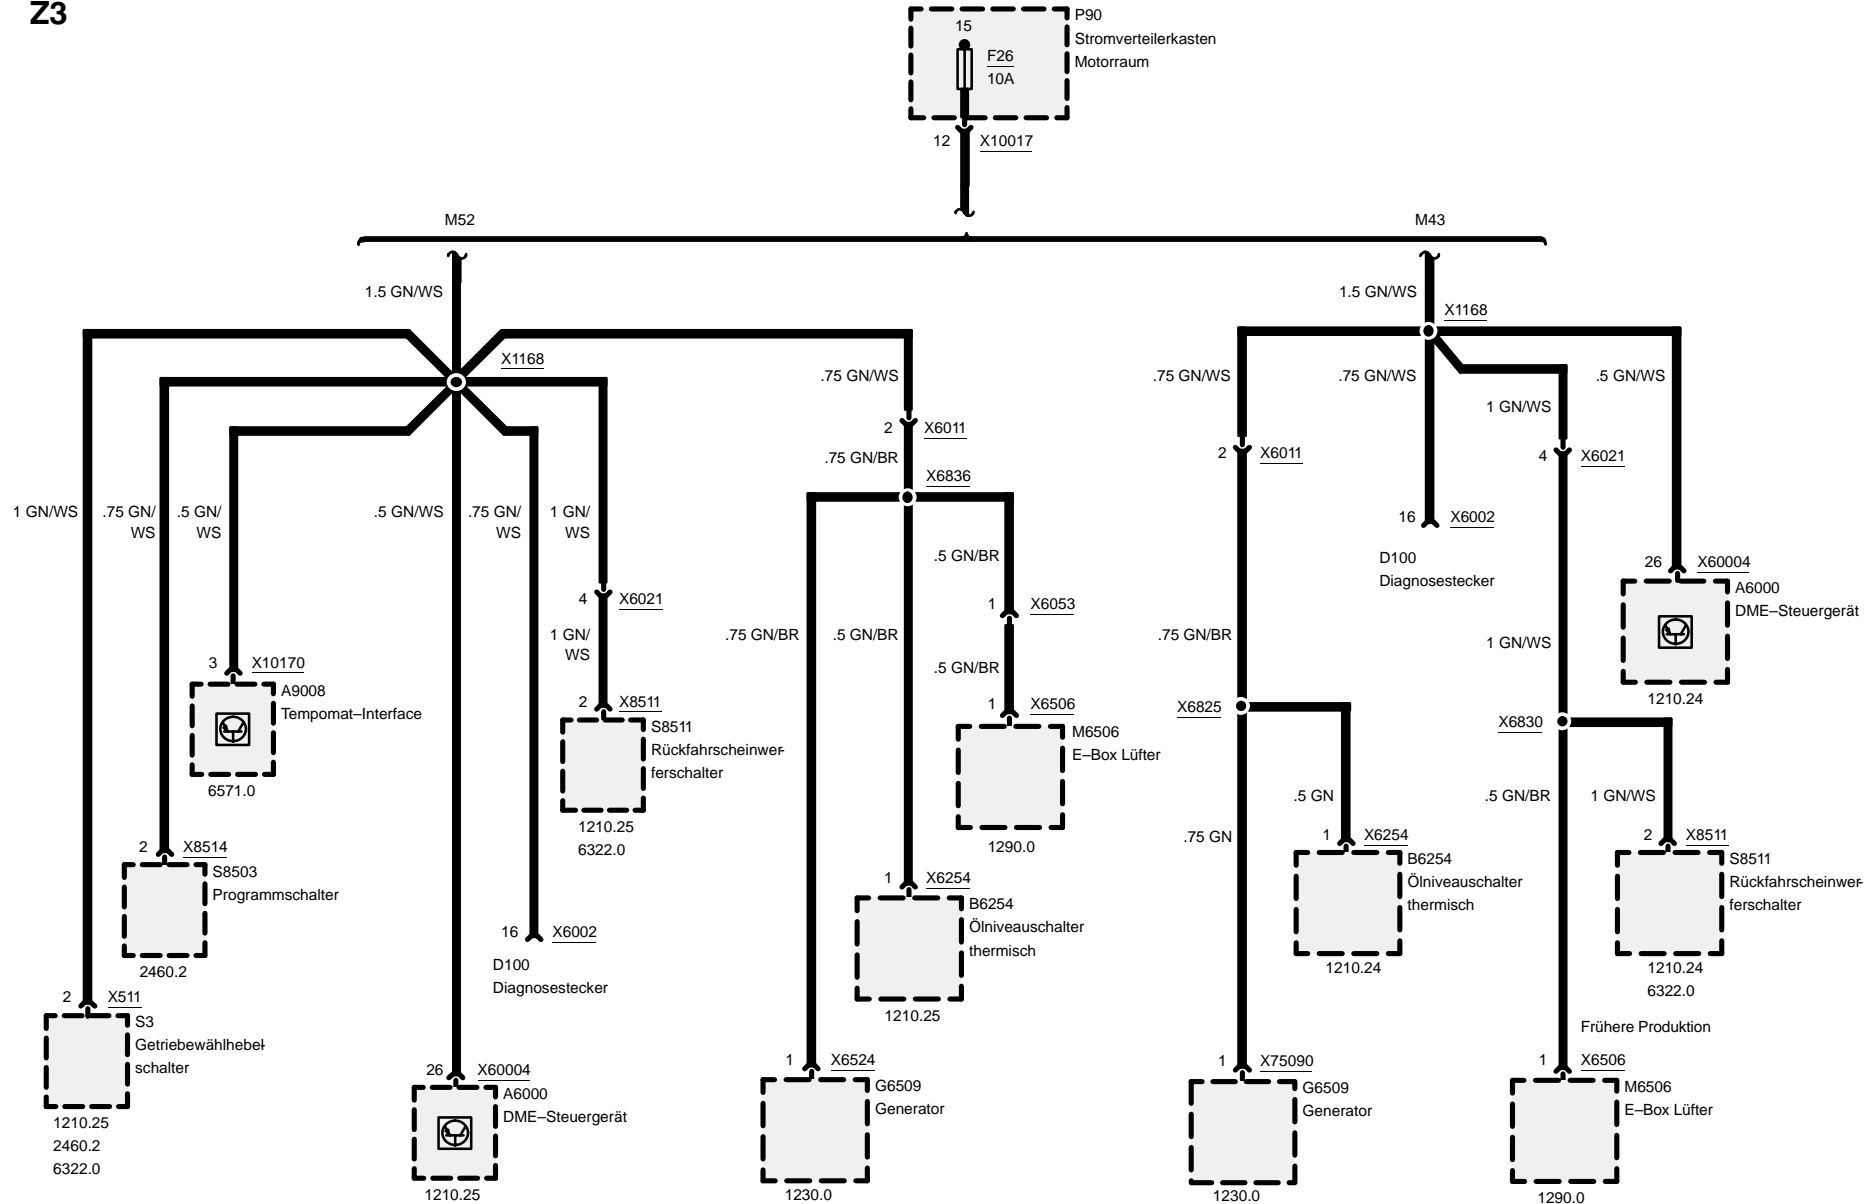 Z3
P90
Stromverteilerkasten
Motorraum
15
F26
10A
12
X10017
M52
M43
1.5 GN/WS
1.5 GN/WS
X1168
X1168
.75 GN/WS
.75 GN/WS
.75 GN/WS
.5 GN/WS
1 GN/WS
2
X6011
.75 GN/BR
X6836
2
X6011
4
X6021
1 GN/WS
.75 GN/
WS
.5 GN/
WS
.5 GN/WS
.75 GN/
WS
1 GN/
WS
16
X6002
D100
Diagnosestecker
.5 GN/BR
26
X60004
A6000
DME–Steuergerät
1210.24
4
X6021
1
X6053
1 GN/
WS
.75 GN/BR
.5 GN/BR
.75 GN/BR
1 GN/WS
.5 GN/BR
3
X10170
A9008
Tempomat–Interface
6571.0
2
X8511
S8511
Rückfahrscheinwer-
ferschalter
1210.25
6322.0
1
X6506
M6506
E–Box Lüfter
1290.0
X6825
X6830
.5 GN
.75 GN
.5 GN/BR
1 GN/WS
2
X8514
S8503
Programmschalter
2460.2
1
X6254
B6254
Ölniveauschalter
thermisch
1210.25
1
X6254
B6254
Ölniveauschalter
thermisch
1210.24
2
X8511
S8511
Rückfahrscheinwer-
ferschalter
1210.24
6322.0
16
X6002
D100
Diagnosestecker
2
X511
S3
Getriebewählhebel-
schalter
1210.25
2460.2
6322.0
Frühere Produktion
26
X60004
A6000
DME–Steuergerät
1210.25
1
X6524
G6509
Generator
1230.0
1
X75090
G6509
Generator
1230.0
1
X6506
M6506
E–Box Lüfter
1290.0